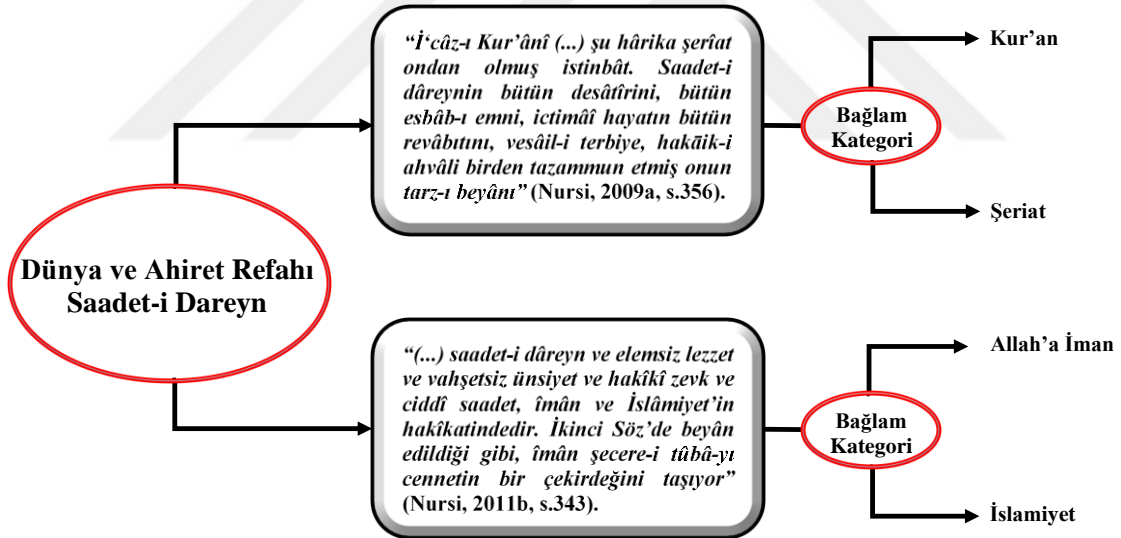 Dünya ve Ahiret Refahı
Saadet-i Dareyn
“İ‘câz-ı Kur’ânî (...) şu hârika şerîat
ondan olmuş istinbât. Saadet-i
dâreynin bütün desâtîrini, bütün
esbâb-ı emni, ictimâî hayatın bütün
revâbıtını, vesâil-i terbiye, hakāik-i
ahvâli birden tazammun etmiş onun
tarz-ı beyânı” (Nursi, 2009a, s.356).
Bağlam
Kategori
Kur’an
Şeriat
“(...) saadet-i dâreyn ve elemsiz lezzet
ve vahşetsiz ünsiyet ve hakîkî zevk ve
ciddî saadet, îmân ve İslâmiyet’in
hakîkatindedir. İkinci Söz’de beyân
edildiği gibi, îmân şecere-i tûbâ-yı
cennetin bir çekirdeğini taşıyor”
(Nursi, 2011b, s.343).
Bağlam
Kategori
Allah’a İman
İslamiyet